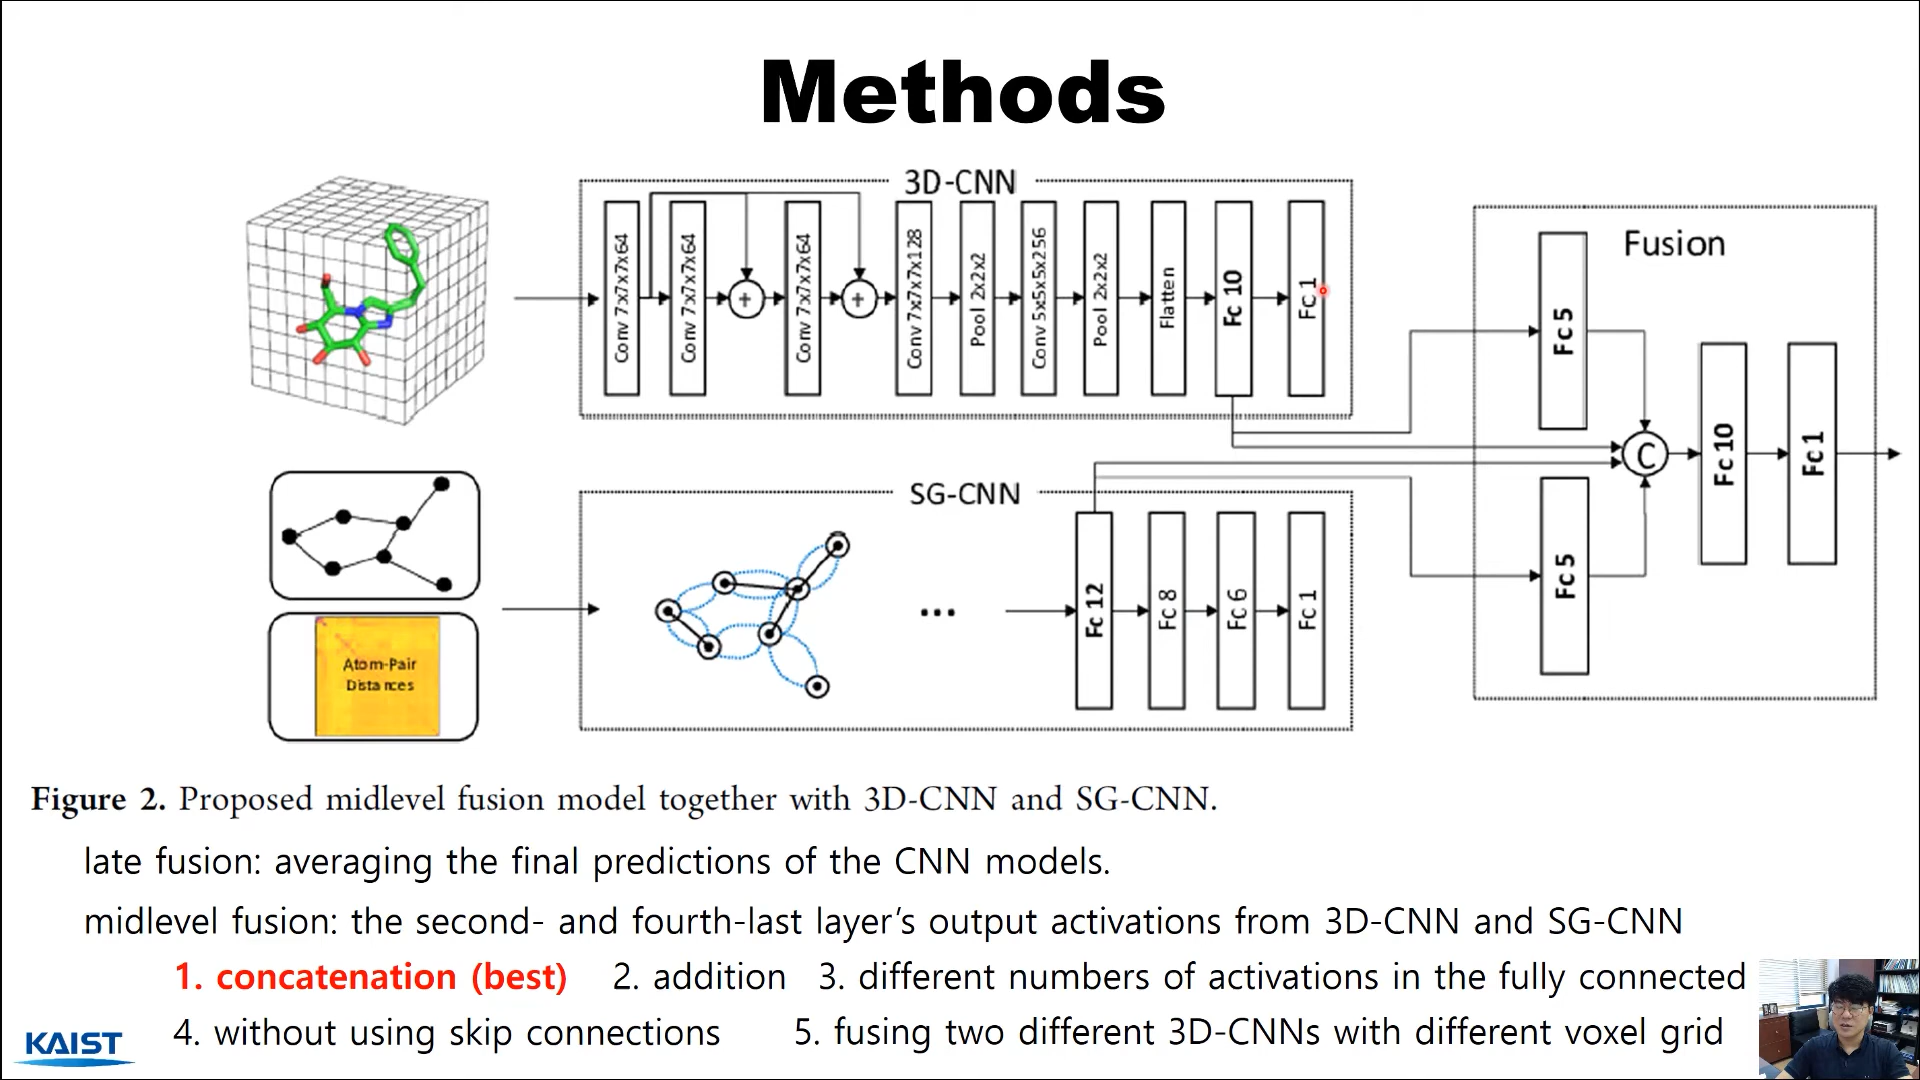 Methods
3D-CNN
Conv 7x7x7x64
Conv 7x7x7x64
+
Conv 7x7x7x64
+
Conv 7x7x7x128
Pool 2x2x2
Conv 5x5x5x256
Pool 2x2x2
Flatten
Fc 10
Fc 1
Fusion
Fc 5
C
Fc 10
Fc 1
Fc 5
SG-CNN
...
Fc 12
Fc 8
Fc 6
Fc 1
Atom-Pair
Distances
Figure 2. Proposed midlevel fusion model together with 3D-CNN and SG-CNN.
late fusion: averaging the final predictions of the CNN models.
midlevel fusion: the second- and fourth-last layer's output activations from 3D-CNN and SG-CNN
1. concatenation (best) 2. addition 3. different numbers of activations in the fully connected
4. without using skip connections 5. fusing two different 3D-CNNs with different voxel grid
KAIST